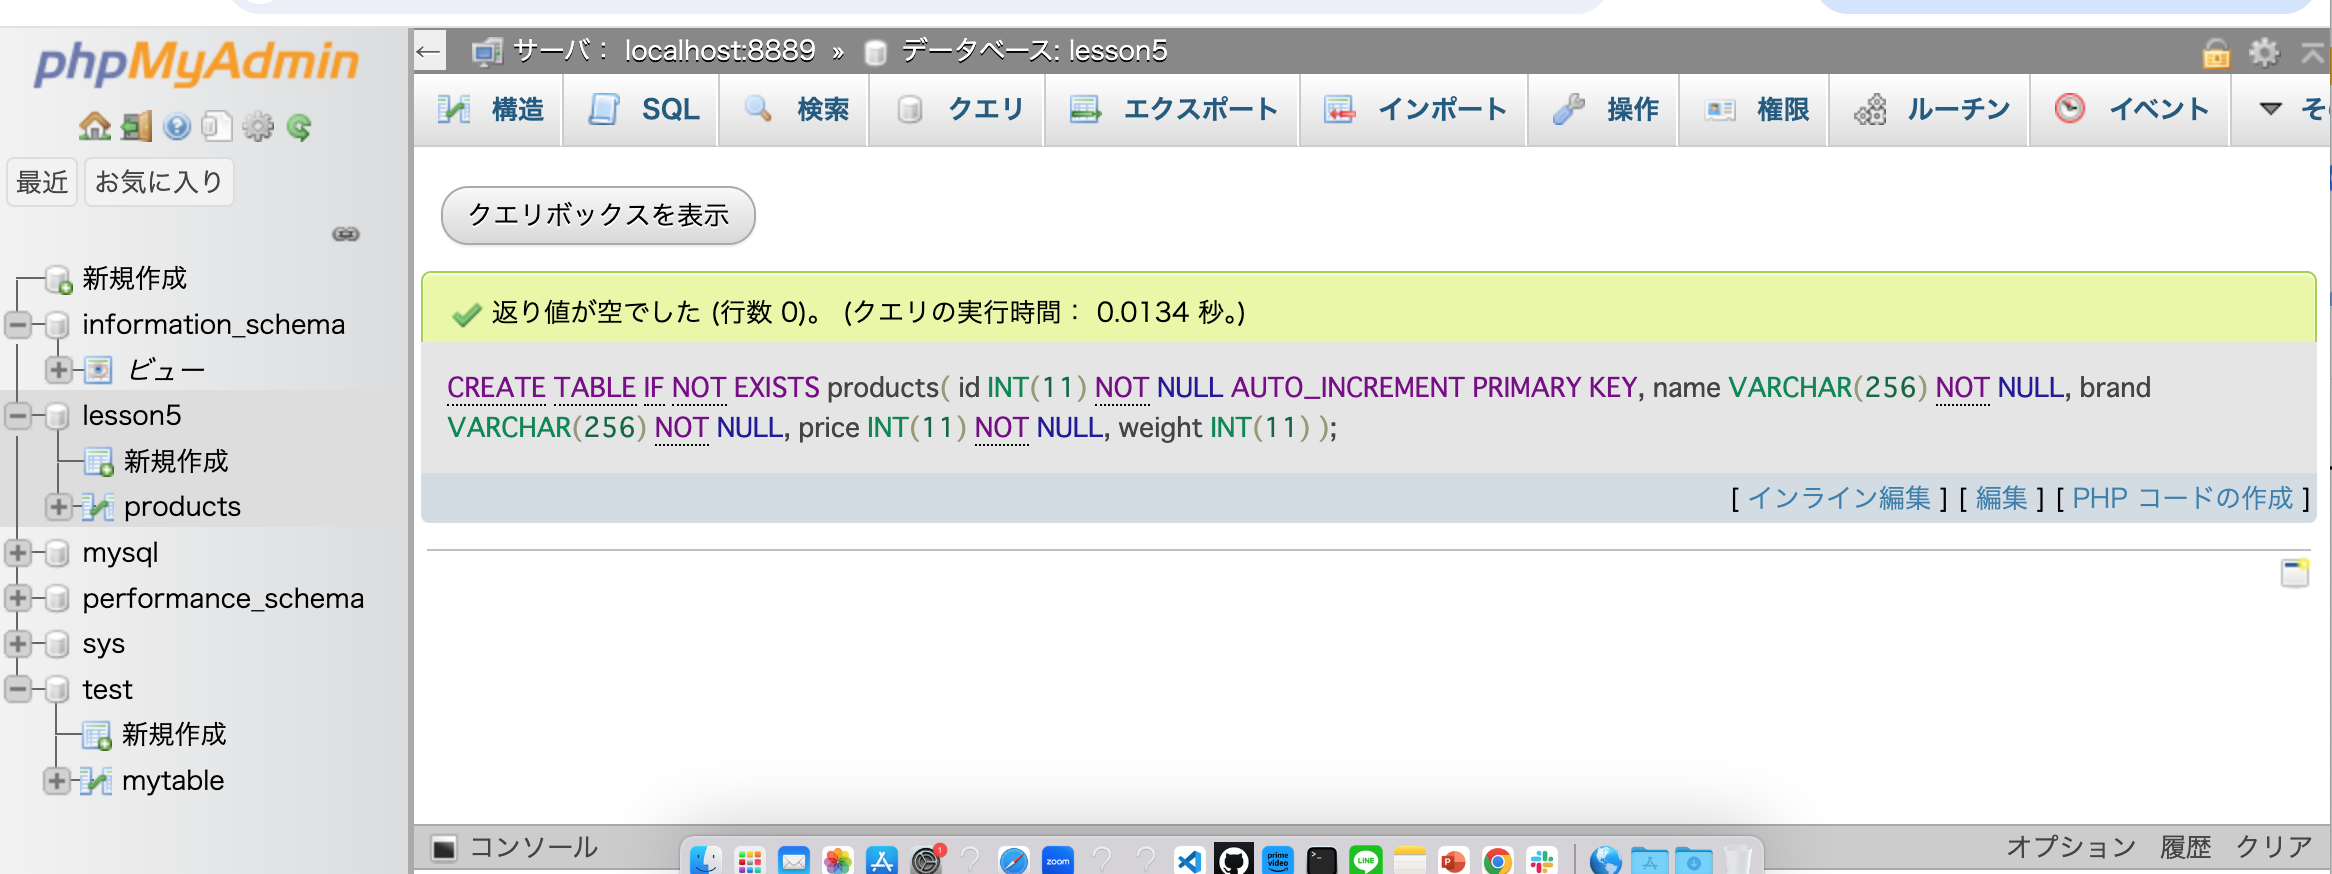 phpMyAdmin
最近 お気に入り
新規作成
information_schema
ビュー
lesson5
新規作成
products
mysql
performance_schema
sys
test
新規作成
mytable
← サーバ： localhost:8889 » データベース: lesson5
構造 SQL 検索 クエリ エクスポート インポート 操作 権限 ルーチン イベント
クエリボックスを表示
返り値が空でした (行数 0)。 (クエリの実行時間： 0.0134 秒。)
CREATE TABLE IF NOT EXISTS products( id INT(11) NOT NULL AUTO_INCREMENT PRIMARY KEY, name VARCHAR(256) NOT NULL, brand
VARCHAR(256) NOT NULL, price INT(11) NOT NULL, weight INT(11) );
[ インライン編集 ] [ 編集 ] [ PHP コードの作成 ]
コンソール オプション 履歴 クリア
1 zoom prime video LINE P